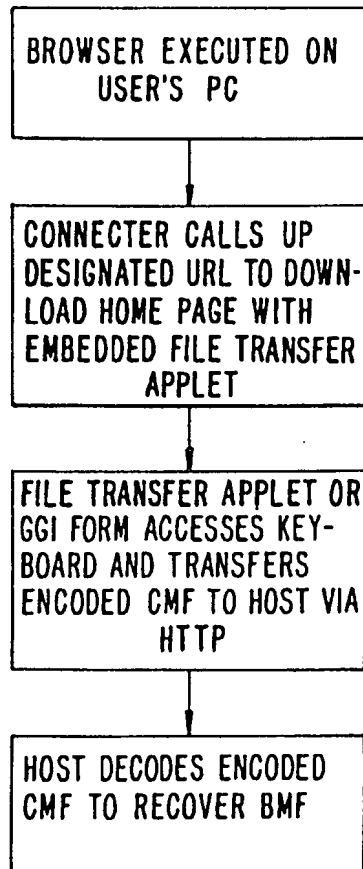 BROWSER EXECUTED ON
USER'S PC
CONNECTER CALLS UP
DESIGNATED URL TO DOWN-
LOAD HOME PAGE WITH
EMBEDDED FILE TRANSFER
APPLET
FILE TRANSFER APPLET OR
GGI FORM ACCESSES KEY-
BOARD AND TRANSFERS
ENCODED CMF TO HOST VIA
HTTP
HOST DECODES ENCODED
CMF TO RECOVER BMF